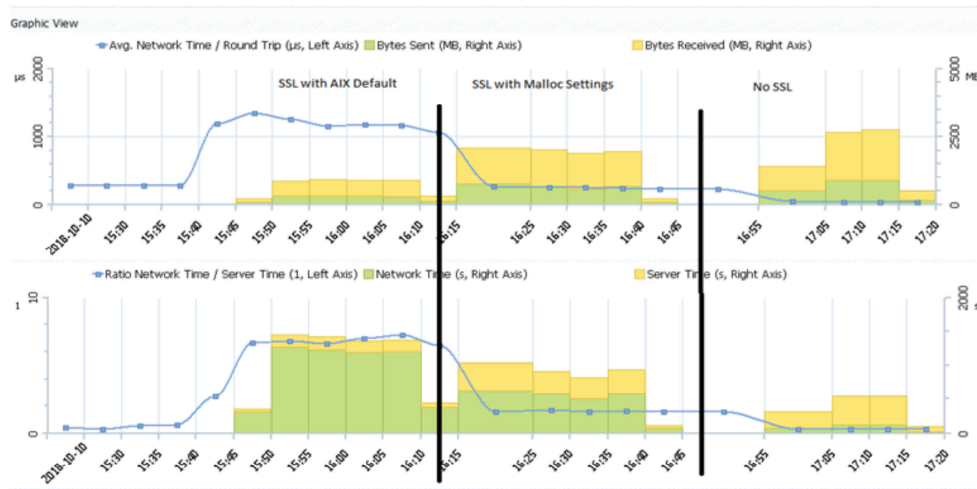 Graphic View
Avg. Network Time / Round Trip (µs, Left Axis) Bytes Sent (MB, Right Axis) Bytes Received (MB, Right Axis)
µs 2000 1000 0
SSL with AIX Default SSL with Malloc Settings No SSL
5000 MB 2500 0
2018-10-10 15:30 15:35 15:40 15:45 15:50 15:55 16:00 16:05 16:10 16:15 16:25 16:30 16:35 16:40 16:45 16:55 17:05 17:10 17:15 17:20
Ratio Network Time / Server Time (1, Left Axis) Network Time (s, Right Axis) Server Time (s, Right Axis)
1 10 0
2000 s 0
2018-10-10 15:30 15:35 15:40 15:45 15:50 15:55 16:00 16:05 16:10 16:15 16:25 16:30 16:35 16:40 16:45 16:55 17:05 17:10 17:15 17:20